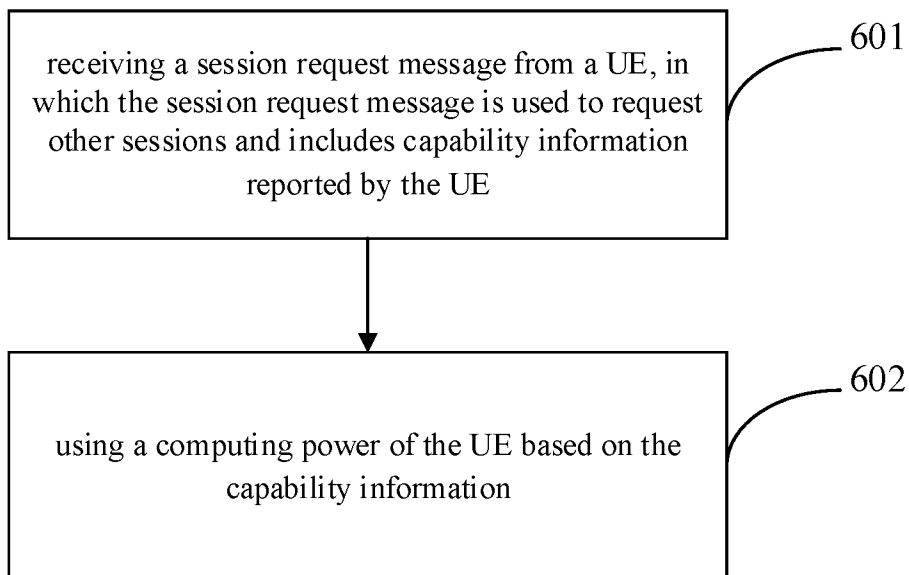 receiving a session request message from a UE, in
which the session request message is used to request
other sessions and includes capability information
reported by the UE
601
using a computing power of the UE based on the
capability information
602